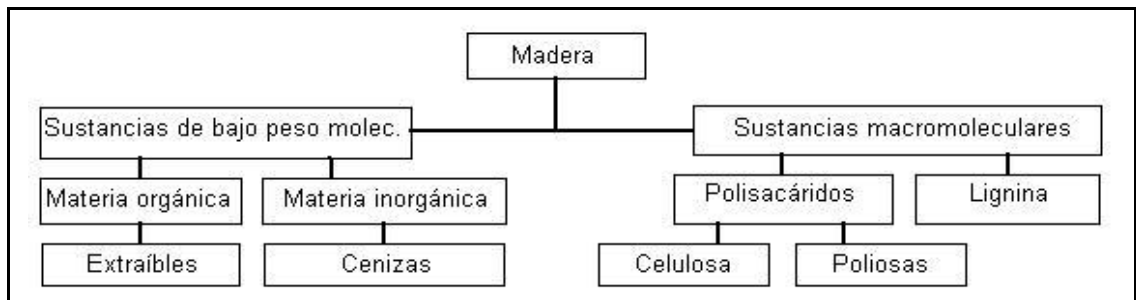 Madera
Sustancias de bajo peso molec.
Sustancias macromoleculares
Materia orgánica
Materia inorgánica
Polisacáridos
Lignina
Extraíbles
Cenizas
Celulosa
Poliosas